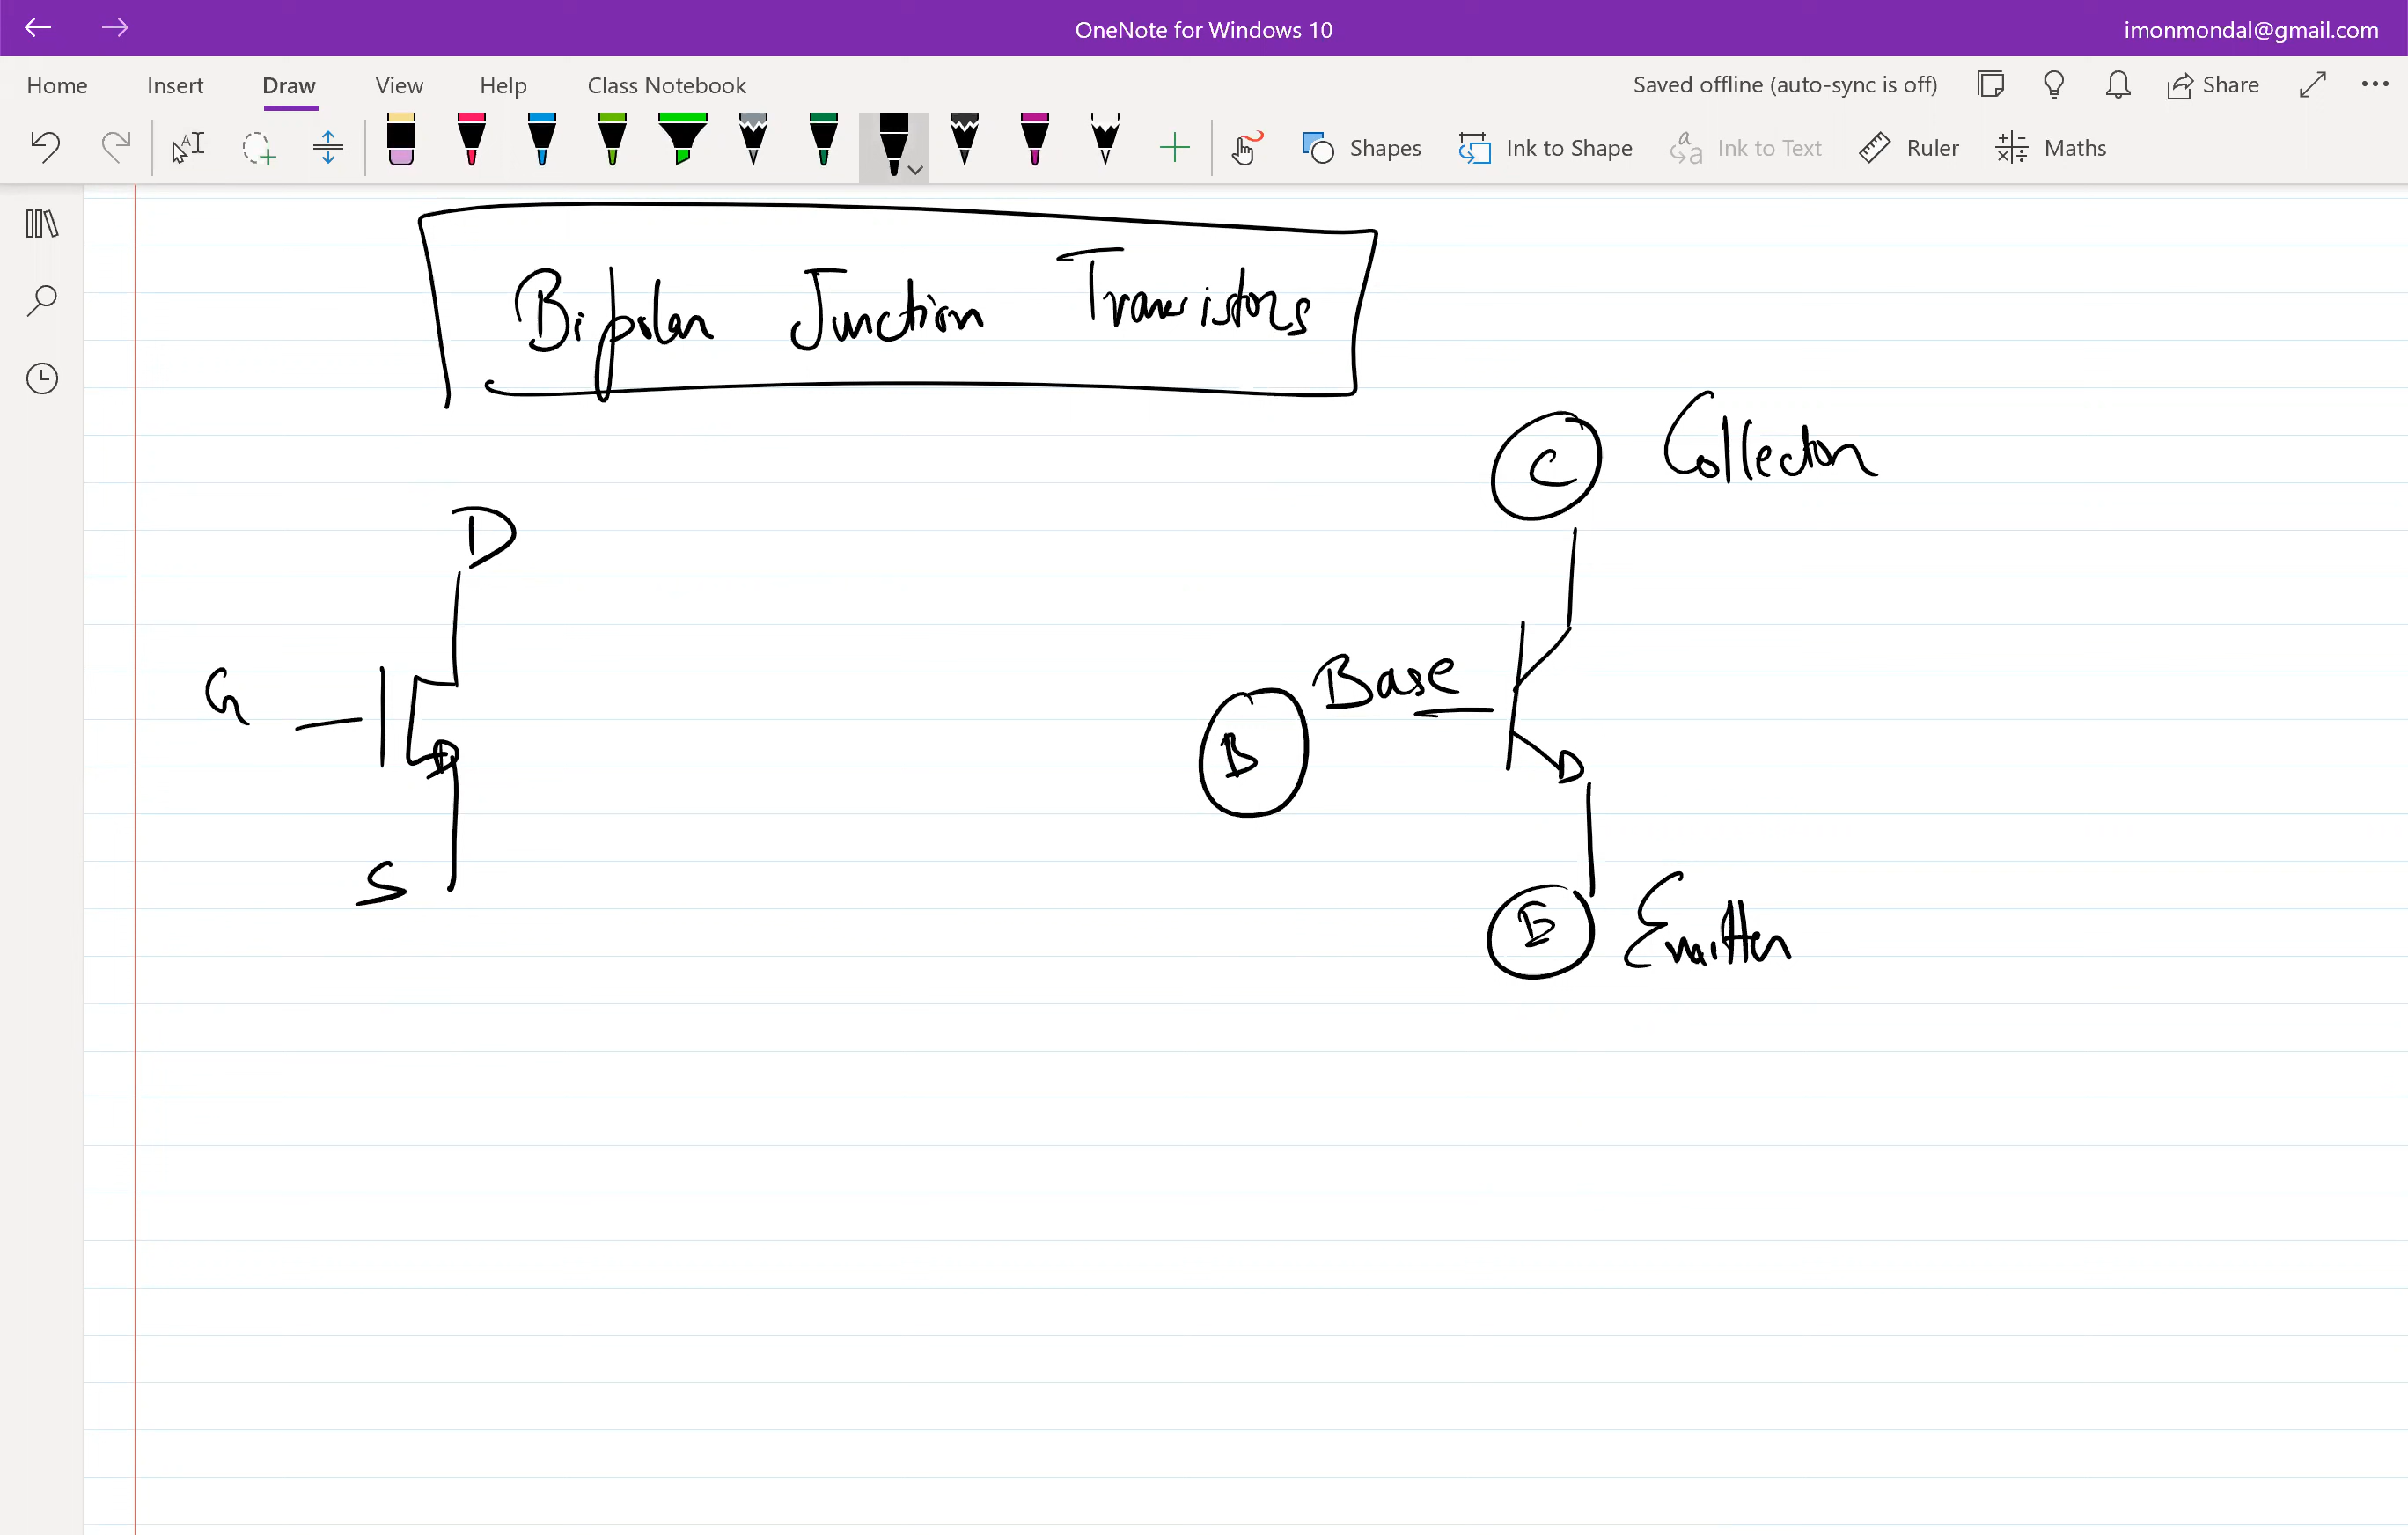 OneNote for Windows 10
imonmondal@gmail.com
Home Insert Draw View Help Class Notebook
Saved offline (auto-sync is off) Share
Shapes Ink to Shape Ink to Text Ruler Maths
Bipolar Junction Transistors
C Collector
D
G
Base
B
S
E Emitter